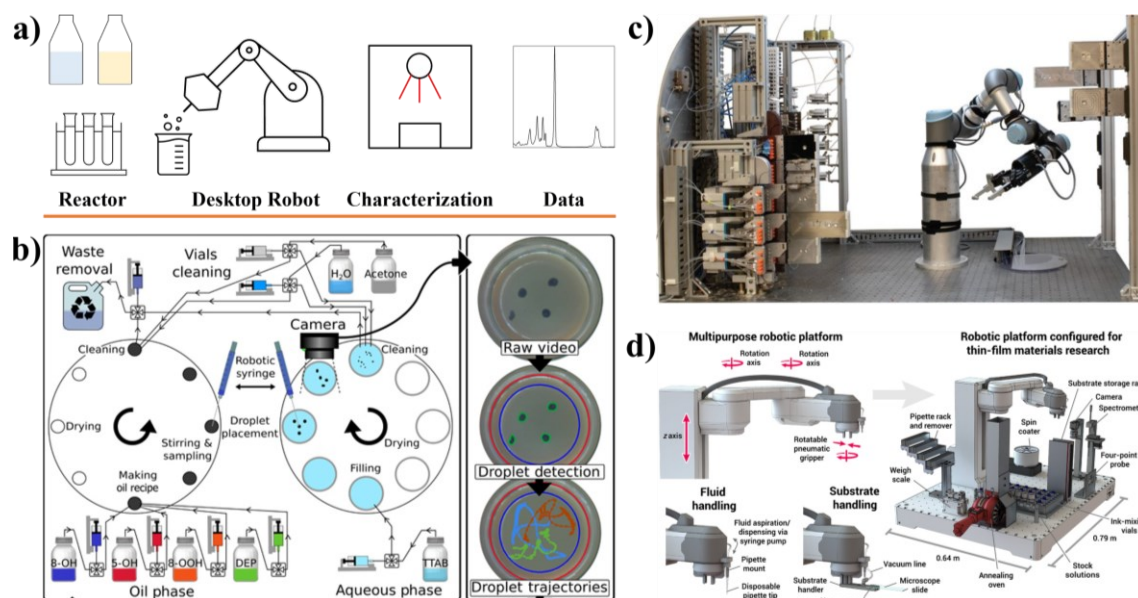 a)
Reactor
Desktop Robot
Characterization
Data
b)
Waste
removal
Vials
cleaning
H₂O
Acetone
Camera
Cleaning
Cleaning
Robotic
syringe
Drying
Droplet
placement
Drying
Stirring &
sampling
Making
oil recipe
Filling
8-OH
5-OH
8-OOH
DEP
TTAB
Oil phase
Aqueous phase
Raw video
Droplet detection
Droplet trajectories
c)
d)
Multipurpose robotic platform
Rotation
axis
Rotation
axis
z axis
Rotatable
pneumatic
gripper
Fluid
handling
Substrate
handling
Fluid aspiration/
dispensing via
syringe pump
Pipette
mount
Disposable
pipette tip
Vacuum line
Substrate
handler
Microscope
slide
Robotic platform configured for
thin-film materials research
Substrate storage ra
Camera
Spectromet
Pipette rack
and remover
Spin
coater
Four-point
probe
Weigh
scale
Ink-mixi
vials
0.79 m
0.64 m
Stock
solutions
Annealing
oven